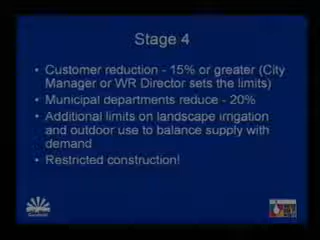 Stage 4
• Customer reduction - 15% or greater (City
Manager or WR Director sets the limits)
• Municipal departments reduce - 20%
• Additional limits on landscape irrigation
and outdoor use to balance supply with
demand
• Restricted construction!